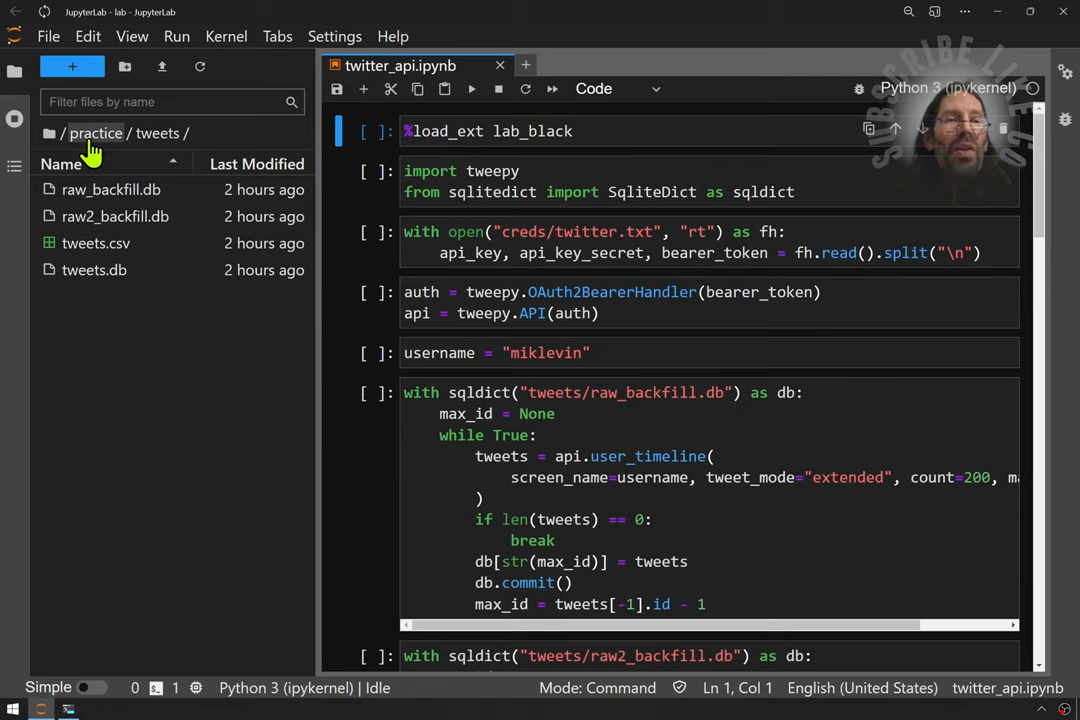 JupyterLab - lab - JupyterLab
File Edit View Run Kernel Tabs Settings Help
Filter files by name
/ practice / tweets /
Name Last Modified
raw_backfill.db 2 hours ago
raw2_backfill.db 2 hours ago
tweets.csv 2 hours ago
tweets.db 2 hours ago
twitter_api.ipynb
Code
Python 3 (ipykernel)
SUBSCRIBE LIKE CO
[ ]: %load_ext lab_black
[ ]: import tweepy
from sqlitedict import SqliteDict as sqldict
[ ]: with open("creds/twitter.txt", "rt") as fh:
api_key, api_key_secret, bearer_token = fh.read().split("\n")
[ ]: auth = tweepy.OAuth2BearerHandler(bearer_token)
api = tweepy.API(auth)
[ ]: username = "miklevin"
[ ]: with sqldict("tweets/raw_backfill.db") as db:
max_id = None
while True:
tweets = api.user_timeline(
screen_name=username, tweet_mode="extended", count=200, ma
)
if len(tweets) == 0:
break
db[str(max_id)] = tweets
db.commit()
max_id = tweets[-1].id - 1
with sqldict("tweets/raw2_backfill.db") as db:
Simple 0 1 Python 3 (ipykernel) | Idle Mode: Command Ln 1, Col 1 English (United States) twitter_api.ipynb